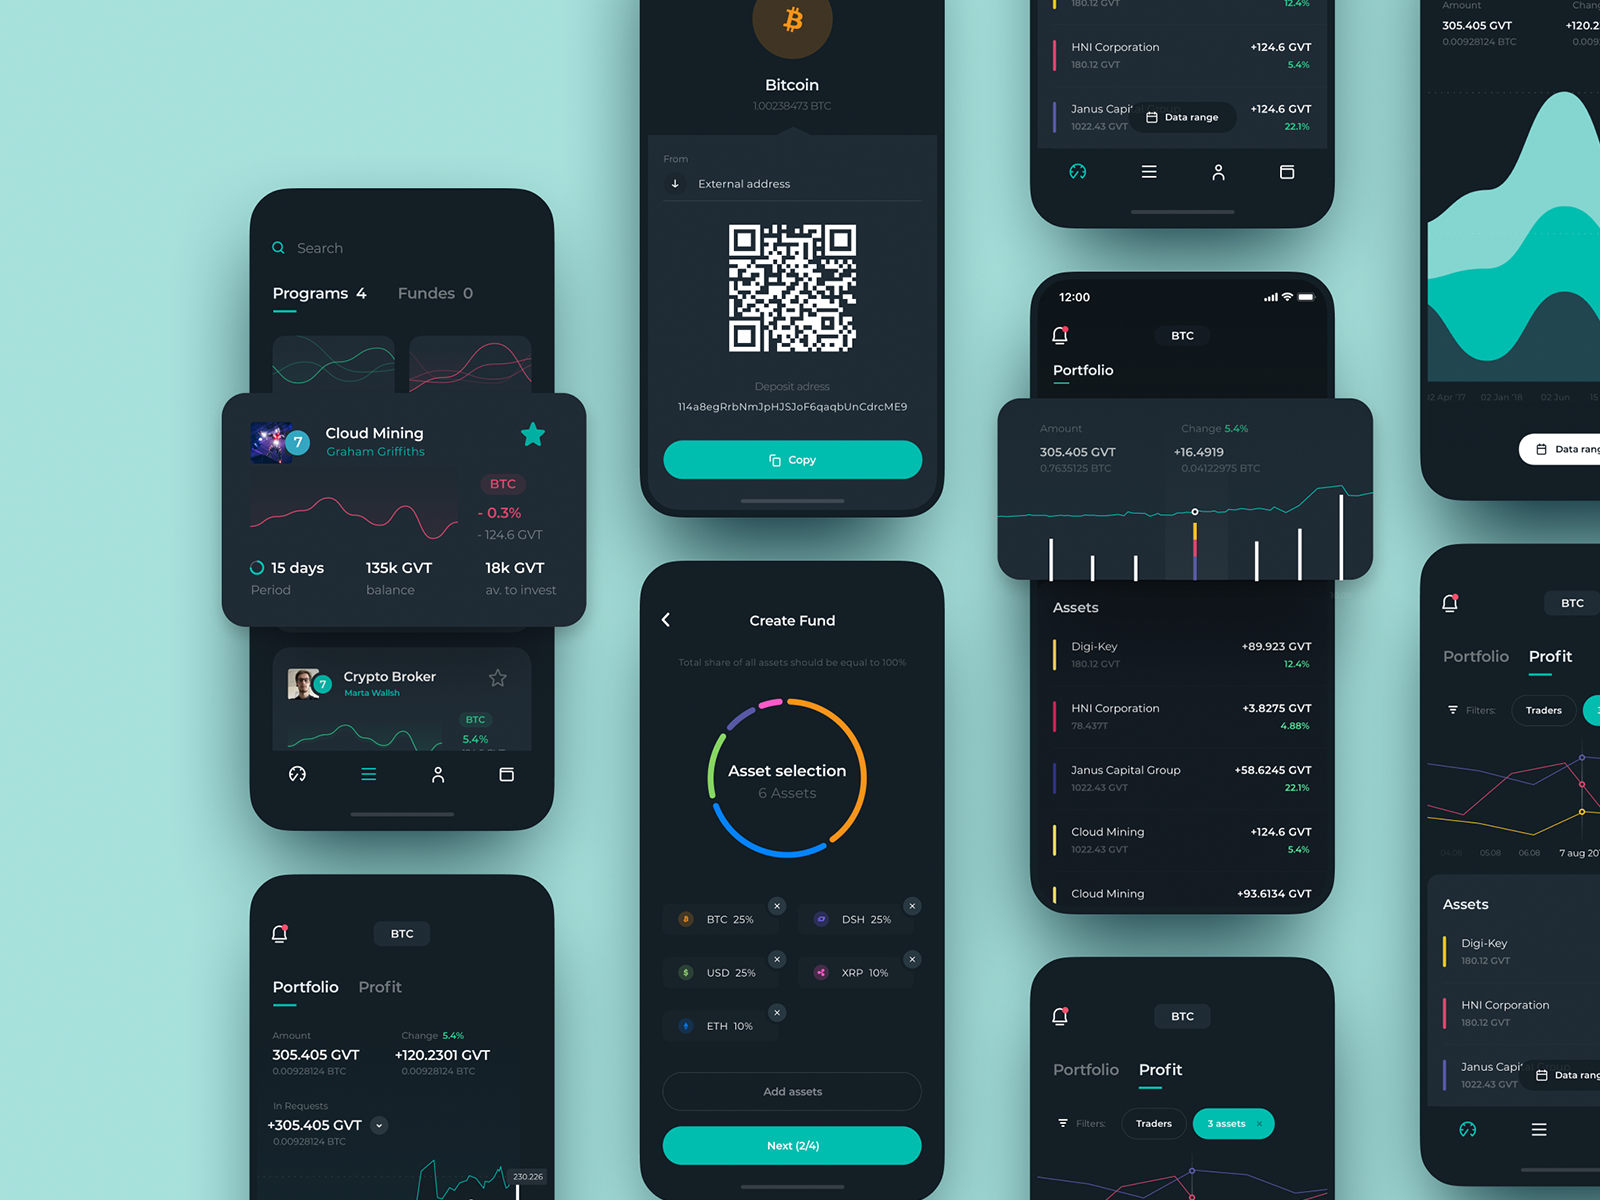 Search
Programs 4
Fundes 0
7
Cloud Mining
Graham Griffiths
BTC
- 0.3%
- 124.6 GVT
15 days
Period
135k GVT
balance
18k GVT
av. to invest
7
Crypto Broker
Marta Wallsh
BTC
5.4%
BTC
Portfolio
Profit
Amount
305.405 GVT
0.00928124 BTC
Change 5.4%
+120.2301 GVT
0.00928124 BTC
In Requests
+305.405 GVT
0.00928124 BTC
230.226
Bitcoin
1.00238473 BTC
From
External address
Deposit adress
114a8egRrbNmJpHJSJoF6qaqbUnCdrcME9
Copy
Create Fund
Total share of all assets should be equal to 100%
Asset selection
6 Assets
BTC 25%
DSH 25%
USD 25%
XRP 10%
ETH 10%
Add assets
Next (2/4)
180.12 GVT
12.4%
HNI Corporation
+124.6 GVT
180.12 GVT
5.4%
Janus Capital Group
+124.6 GVT
1022.43 GVT
22.1%
Data range
12:00
BTC
Portfolio
Amount
305.405 GVT
0.7635125 BTC
Change 5.4%
+16.4919
0.04122975 BTC
Assets
Digi-Key
+89.923 GVT
180.12 GVT
12.4%
HNI Corporation
+3.8275 GVT
78.437T
4.88%
Janus Capital Group
+58.6245 GVT
1022.43 GVT
22.1%
Cloud Mining
+124.6 GVT
1022.43 GVT
5.4%
Cloud Mining
+93.6134 GVT
BTC
Portfolio
Profit
Filters:
Traders
3 assets ×
Amount
305.405 GVT
0.00928124 BTC
Chan
+120.2
0.009
12 Apr '17
02 Jan '18
02 Jun
15
Data rang
BTC
Portfolio
Profit
Filters:
Traders
3
04.08
05.08
06.08
7 aug 20
Assets
Digi-Key
180.12 GVT
HNI Corporation
180.12 GVT
Janus Capit
1022.43 GVT
Data rang